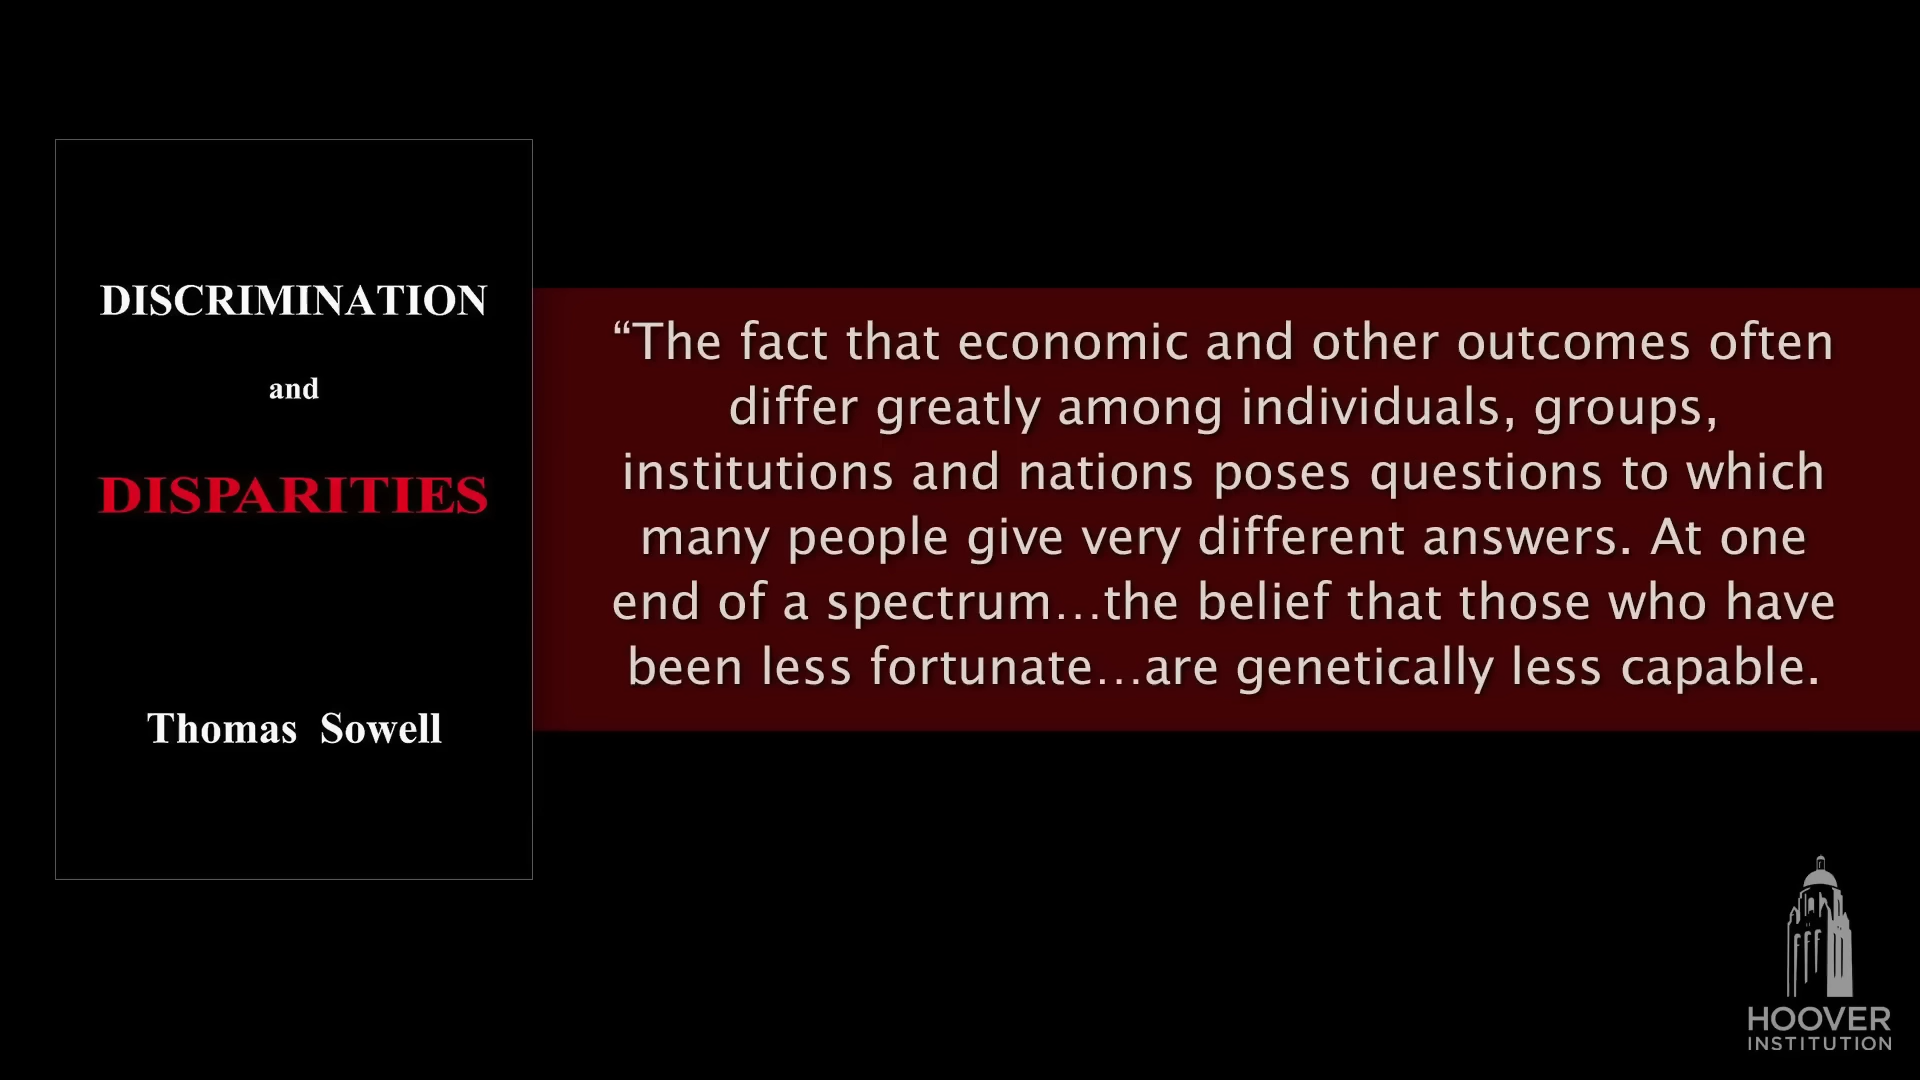 DISCRIMINATION
and
DISPARITIES
Thomas Sowell
“The fact that economic and other outcomes often
differ greatly among individuals, groups,
institutions and nations poses questions to which
many people give very different answers. At one
end of a spectrum…the belief that those who have
been less fortunate…are genetically less capable.
HOOVER
INSTITUTION